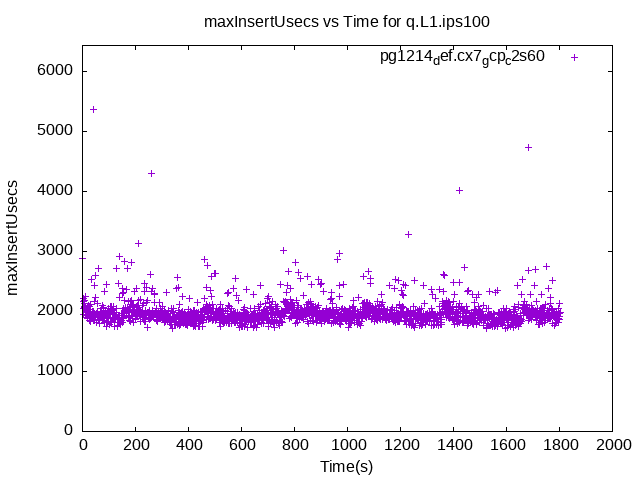 maxInsertUsecs vs Time for q.L1.ips100
pg1214def.cx7gcpc2s60
maxInsertUsecs
6000
5000
4000
3000
2000
1000
0
0 200 400 600 800 1000 1200 1400 1600 1800 2000
Time(s)